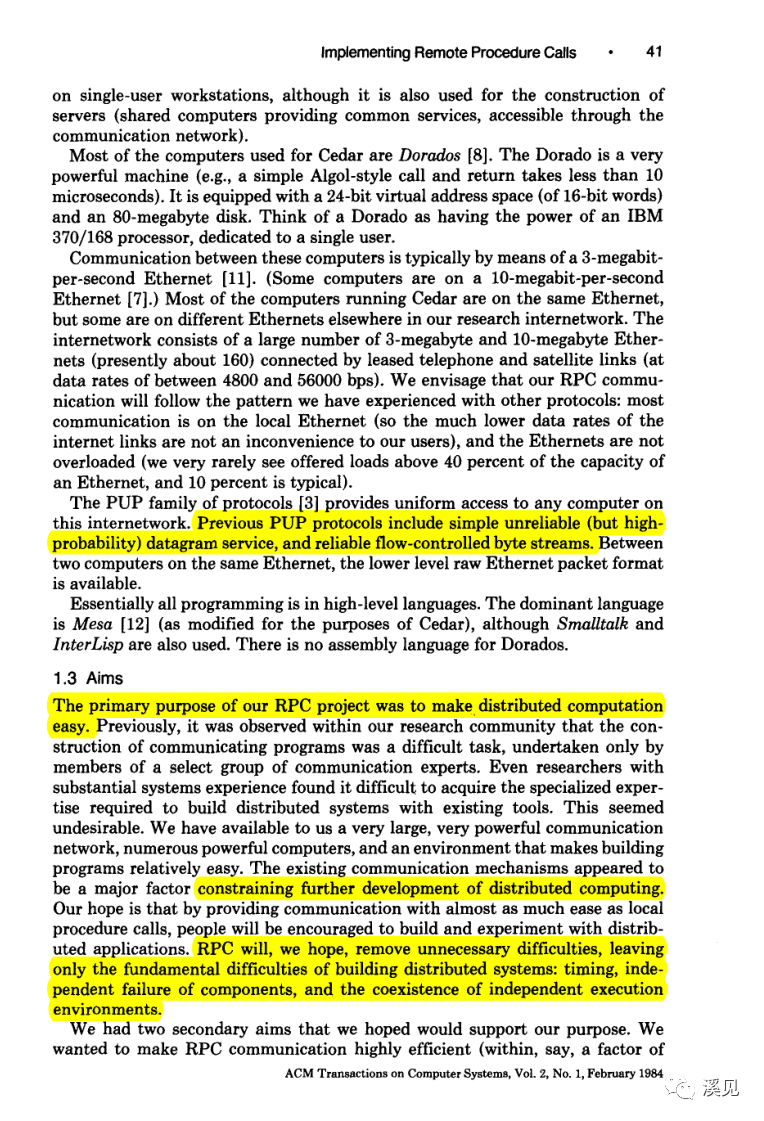 Implementing Remote Procedure Calls • 41
on single-user workstations, although it is also used for the construction of
servers (shared computers providing common services, accessible through the
communication network).
Most of the computers used for Cedar are Dorados [8]. The Dorado is a very
powerful machine (e.g., a simple Algol-style call and return takes less than 10
microseconds). It is equipped with a 24-bit virtual address space (of 16-bit words)
and an 80-megabyte disk. Think of a Dorado as having the power of an IBM
370/168 processor, dedicated to a single user.
Communication between these computers is typically by means of a 3-megabit-
per-second Ethernet [11]. (Some computers are on a 10-megabit-per-second
Ethernet [7].) Most of the computers running Cedar are on the same Ethernet,
but some are on different Ethernets elsewhere in our research internetwork. The
internetwork consists of a large number of 3-megabyte and 10-megabyte Ether-
nets (presently about 160) connected by leased telephone and satellite links (at
data rates of between 4800 and 56000 bps). We envisage that our RPC commu-
nication will follow the pattern we have experienced with other protocols: most
communication is on the local Ethernet (so the much lower data rates of the
internet links are not an inconvenience to our users), and the Ethernets are not
overloaded (we very rarely see offered loads above 40 percent of the capacity of
an Ethernet, and 10 percent is typical).
The PUP family of protocols [3] provides uniform access to any computer on
this internetwork. Previous PUP protocols include simple unreliable (but high-
probability) datagram service, and reliable flow-controlled byte streams. Between
two computers on the same Ethernet, the lower level raw Ethernet packet format
is available.
Essentially all programming is in high-level languages. The dominant language
is Mesa [12] (as modified for the purposes of Cedar), although Smalltalk and
InterLisp are also used. There is no assembly language for Dorados.
1.3 Aims
The primary purpose of our RPC project was to make distributed computation
easy. Previously, it was observed within our research community that the con-
struction of communicating programs was a difficult task, undertaken only by
members of a select group of communication experts. Even researchers with
substantial systems experience found it difficult to acquire the specialized exper-
tise required to build distributed systems with existing tools. This seemed
undesirable. We have available to us a very large, very powerful communication
network, numerous powerful computers, and an environment that makes building
programs relatively easy. The existing communication mechanisms appeared to
be a major factor constraining further development of distributed computing.
Our hope is that by providing communication with almost as much ease as local
procedure calls, people will be encouraged to build and experiment with distrib-
uted applications. RPC will, we hope, remove unnecessary difficulties, leaving
only the fundamental difficulties of building distributed systems: timing, inde-
pendent failure of components, and the coexistence of independent execution
environments.
We had two secondary aims that we hoped would support our purpose. We
wanted to make RPC communication highly efficient (within, say, a factor of
ACM Transactions on Computer Systems, Vol. 2, No. 1, February 1984
溪见